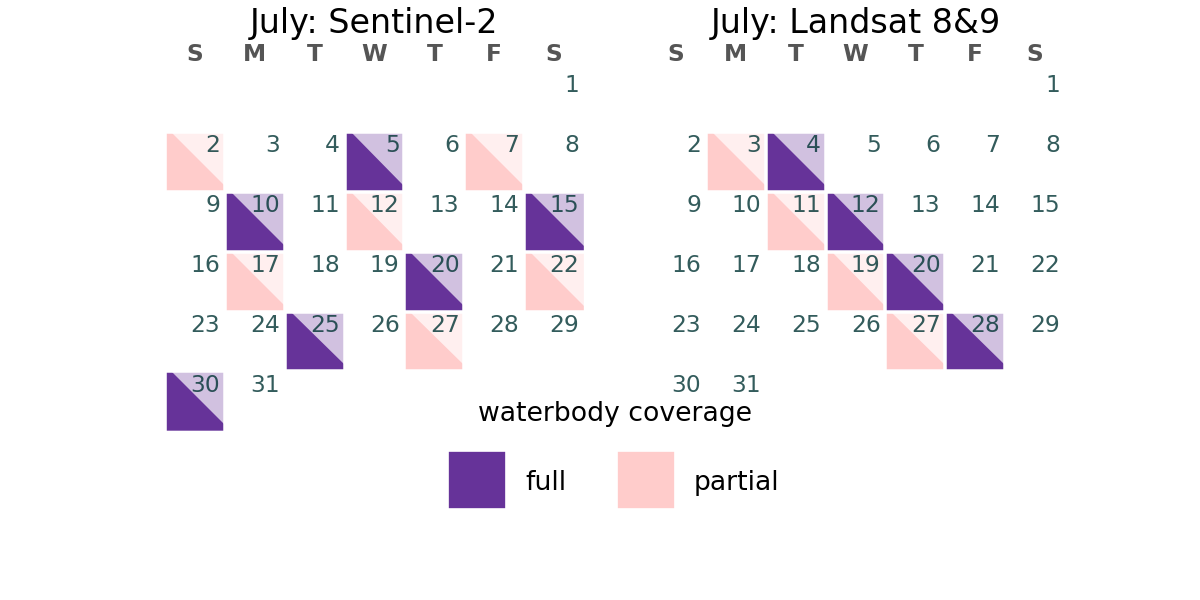 July: Sentinel-2
S M T W T F S
1
2 3 4 5 6 7 8
9 10 11 12 13 14 15
16 17 18 19 20 21 22
23 24 25 26 27 28 29
30 31
July: Landsat 8&9
S M T W T F S
1
2 3 4 5 6 7 8
9 10 11 12 13 14 15
16 17 18 19 20 21 22
23 24 25 26 27 28 29
30 31
waterbody coverage
full partial